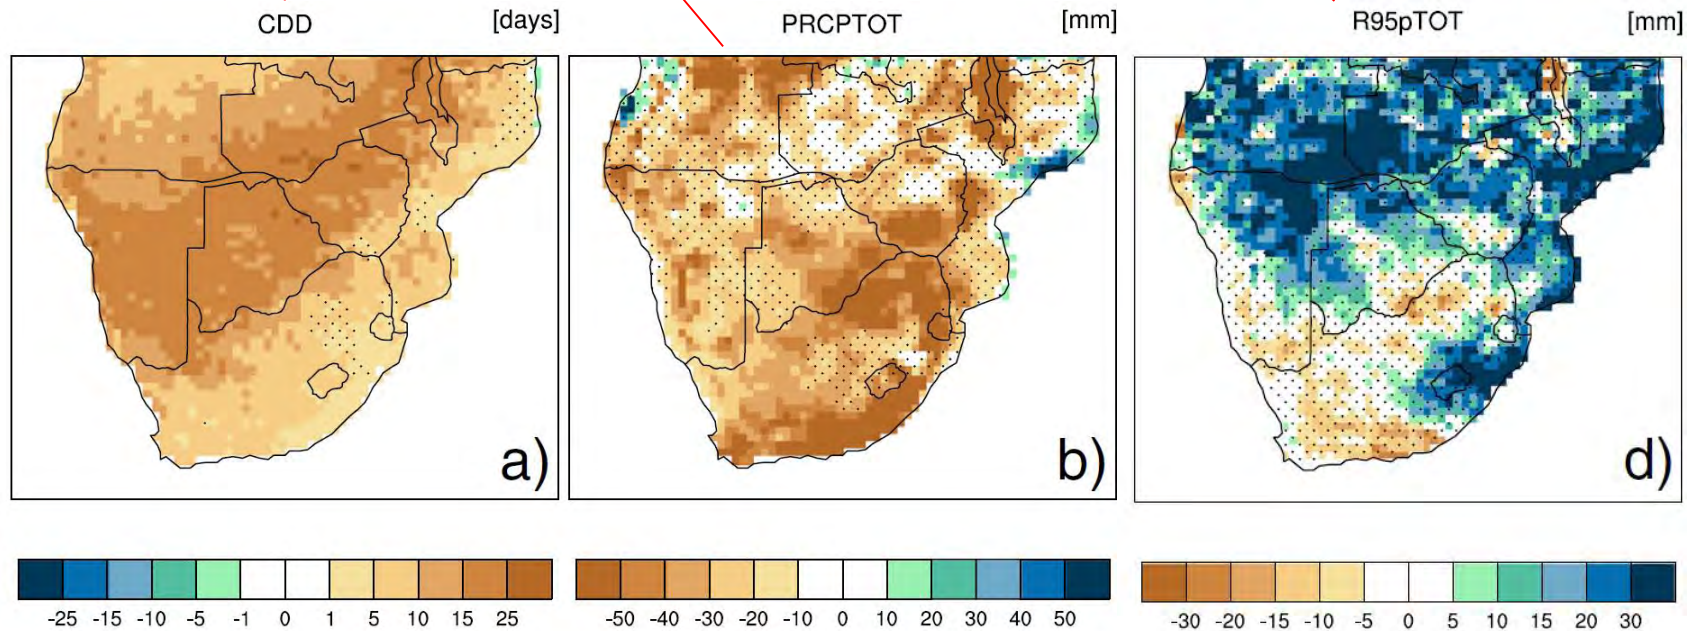 CDD [days]
PRCPTOT [mm]
R95pTOT [mm]
a)
b)
d)
-25 -15 -10 -5 -1 0 1 5 10 15 25
-50 -40 -30 -20 -10 0 10 20 30 40 50
-30 -20 -15 -10 -5 0 5 10 15 20 30